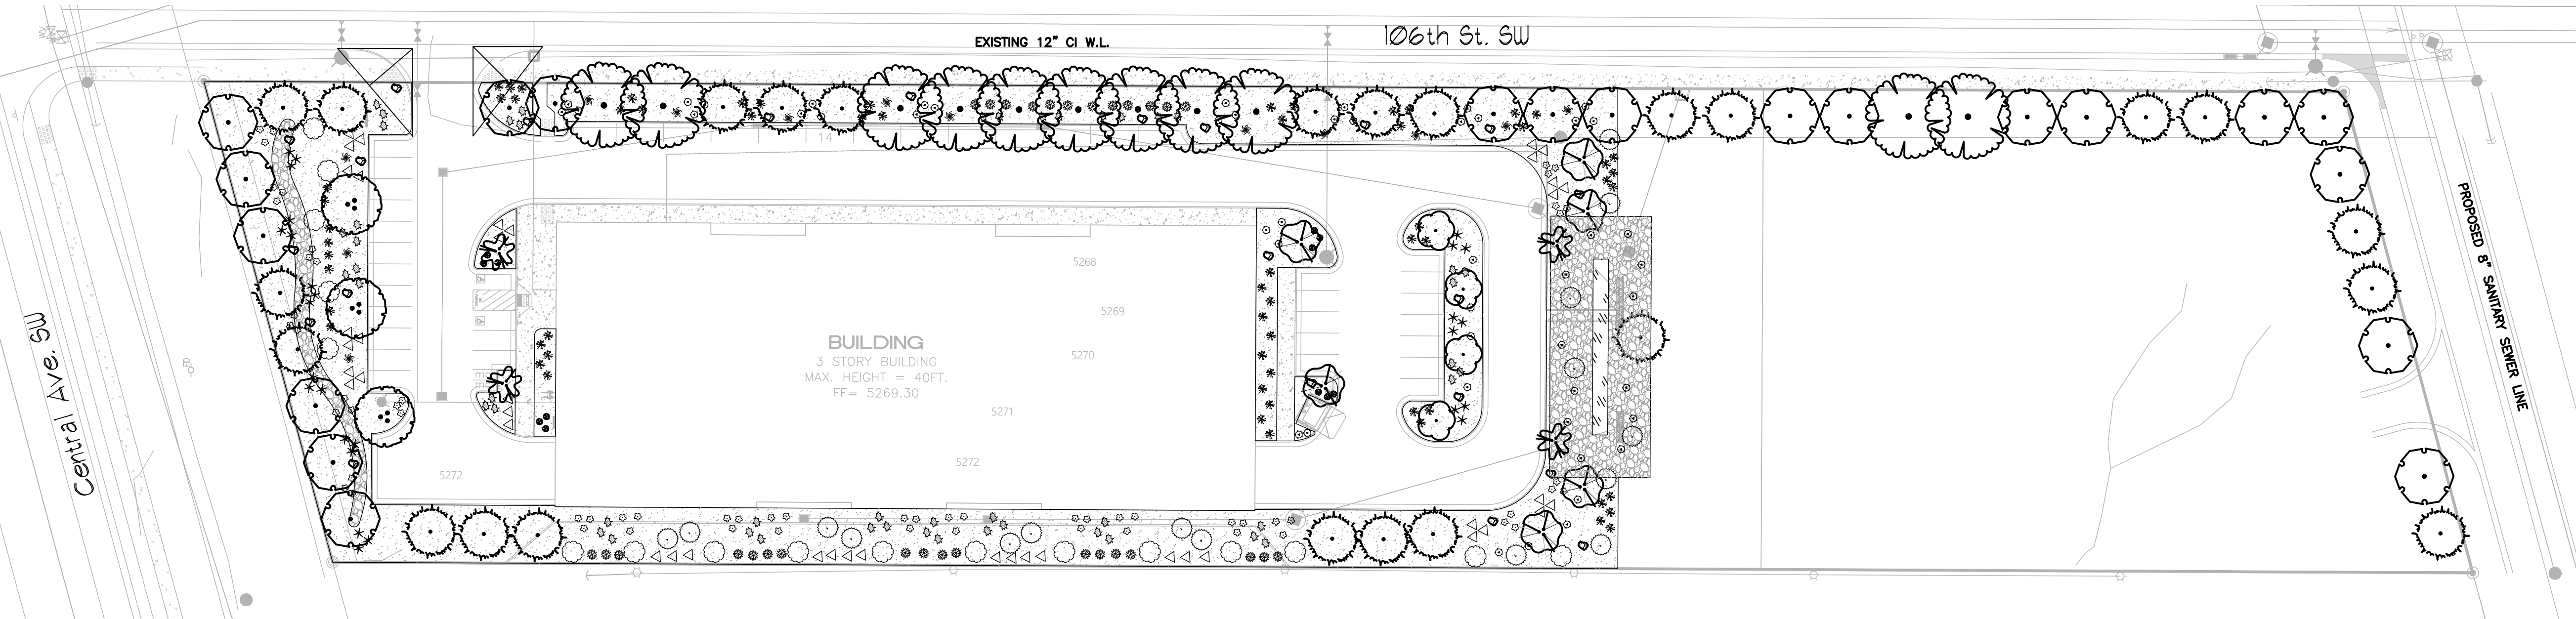 EXISTING 12" CI W.L.
106th St. SW
PROPOSED 8" SANITARY SEWER LINE
Central Ave. SW
5268
5269
5270
BUILDING
3 STORY BUILDING
MAX. HEIGHT = 40FT.
FF= 5269.30
5271
5272
5272
14